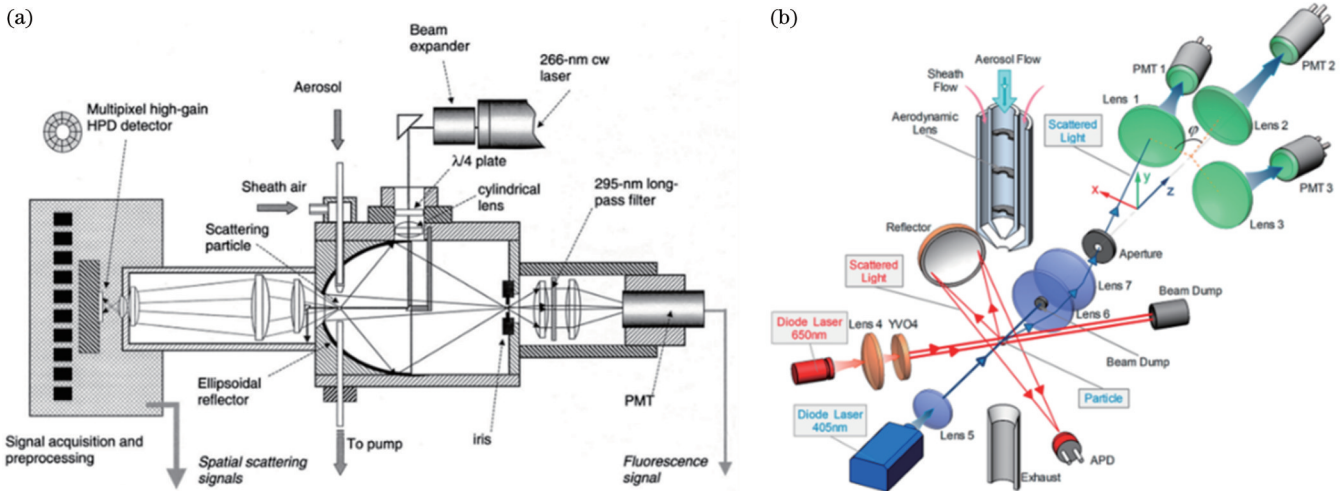 (a)
Beam
expander
266-nm cw
laser
Aerosol
Multipixel high-gain
HPD detector
λ/4 plate
cylindrical
lens
295-nm long-
pass filter
Sheath air
Scattering
particle
Ellipsoidal
reflector
iris
PMT
To pump
Signal acquisition and
preprocessing
Spatial scattering
signals
Fluorescence
signal
(b)
Aerosol Flow
Sheath
Flow
Aerodynamic
Lens
PMT 1
PMT 2
Lens 1
Scattered
Light
Lens 2
φ
PMT 3
Lens 3
x
y
z
Reflector
Aperture
Scattered
Light
Lens 7
Lens 6
Beam Dump
Diode Laser
650nm
Lens 4
YVO4
Beam Dump
Particle
Diode Laser
405nm
Lens 5
APD
Exhaust